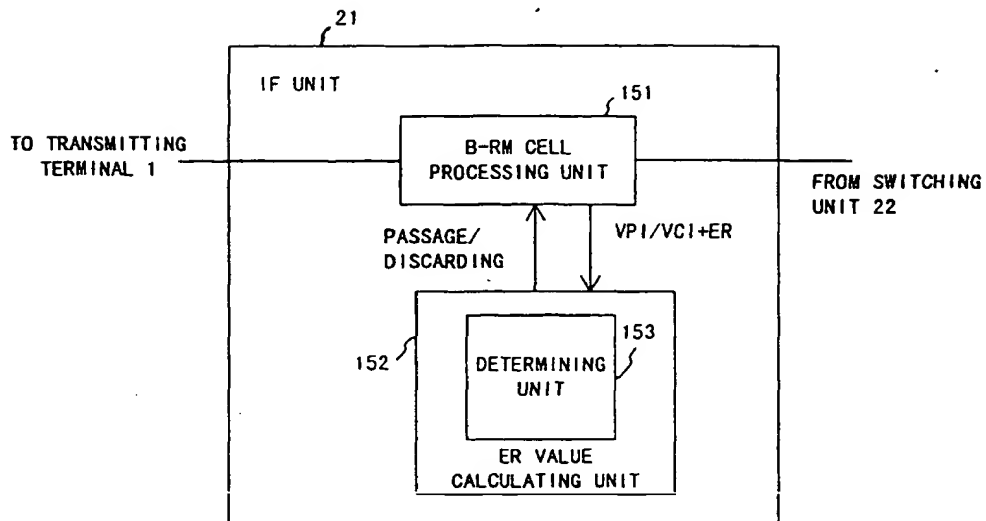 21
IF UNIT
151
TO TRANSMITTING
TERMINAL 1
B-RM CELL
PROCESSING UNIT
FROM SWITCHING
UNIT 22
PASSAGE/
DISCARDING
VPI/VCI+ER
152
153
DETERMINING
UNIT
ER VALUE
CALCULATING UNIT